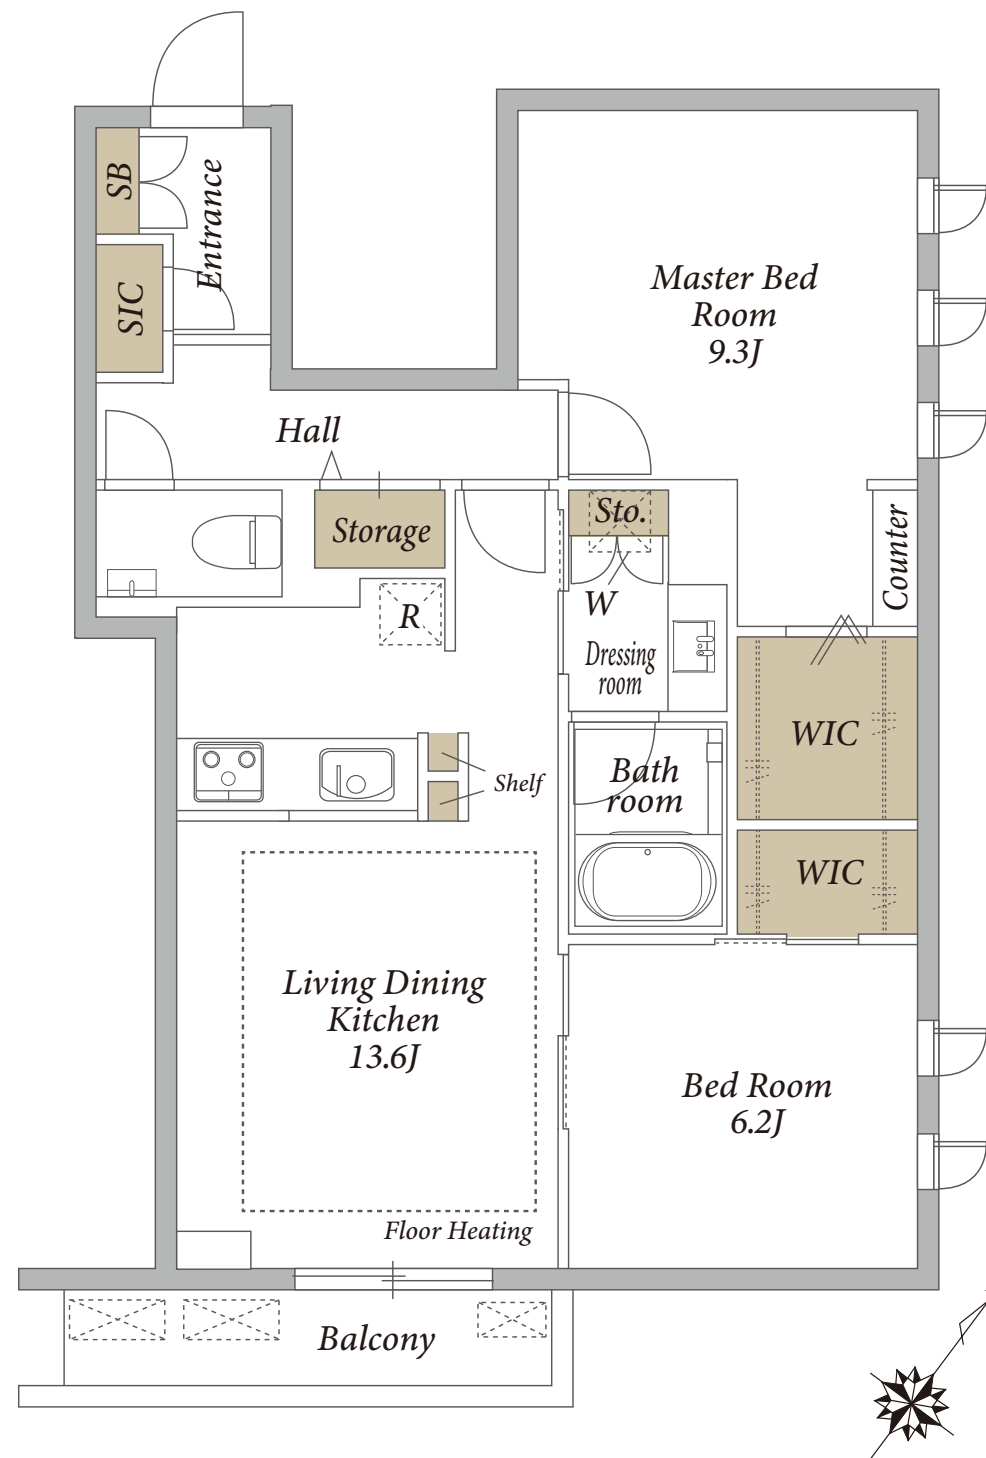 SB
Entrance
SIC
Master Bed
Room
9.3J
Hall
Storage
Sto.
Counter
R
W
Dressing
room
WIC
Shelf
Bath
room
WIC
Living Dining
Kitchen
13.6J
Bed Room
6.2J
Floor Heating
Balcony